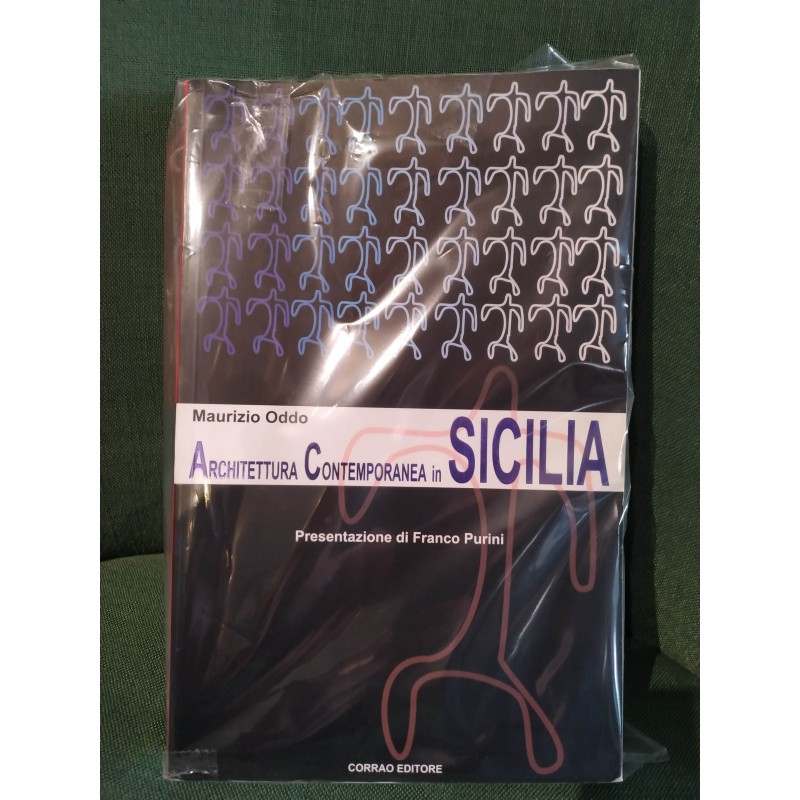 Maurizio Oddo
ARCHITETTURA CONTEMPORANEA in SICILIA
Presentazione di Franco Purini
CORRAO EDITORE